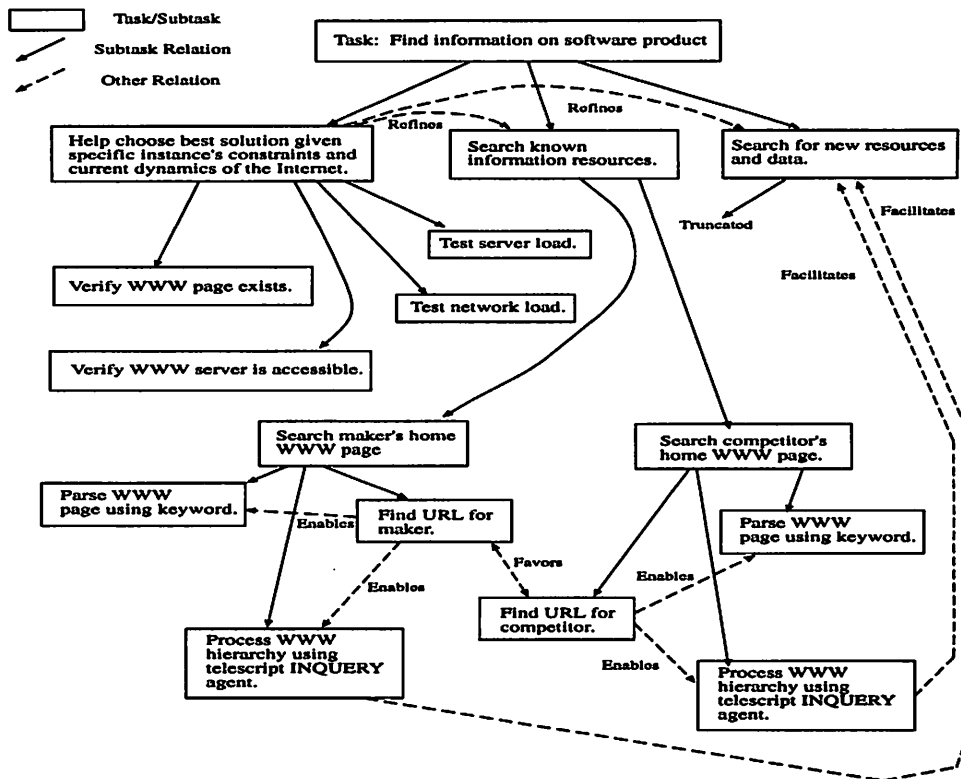 Task/Subtask
Subtask Relation
Other Relation
Task: Find information on software product
Refines
Refines
Help choose best solution given
specific instance's constraints and
current dynamics of the Internet.
Search known
information resources.
Search for new resources
and data.
Truncated
Facilitates
Facilitates
Test server load.
Verify WWW page exists.
Test network load.
Verify WWW server is accessible.
Search maker's home
WWW page
Search competitor's
home WWW page.
Parse WWW
page using keyword.
Enables
Find URL for
maker.
Parse WWW
page using keyword.
Favors
Enables
Enables
Find URL for
competitor.
Process WWW
hierarchy using
telescript INQUERY
agent.
Enables
Process WWW
hierarchy using
telescript INQUERY
agent.